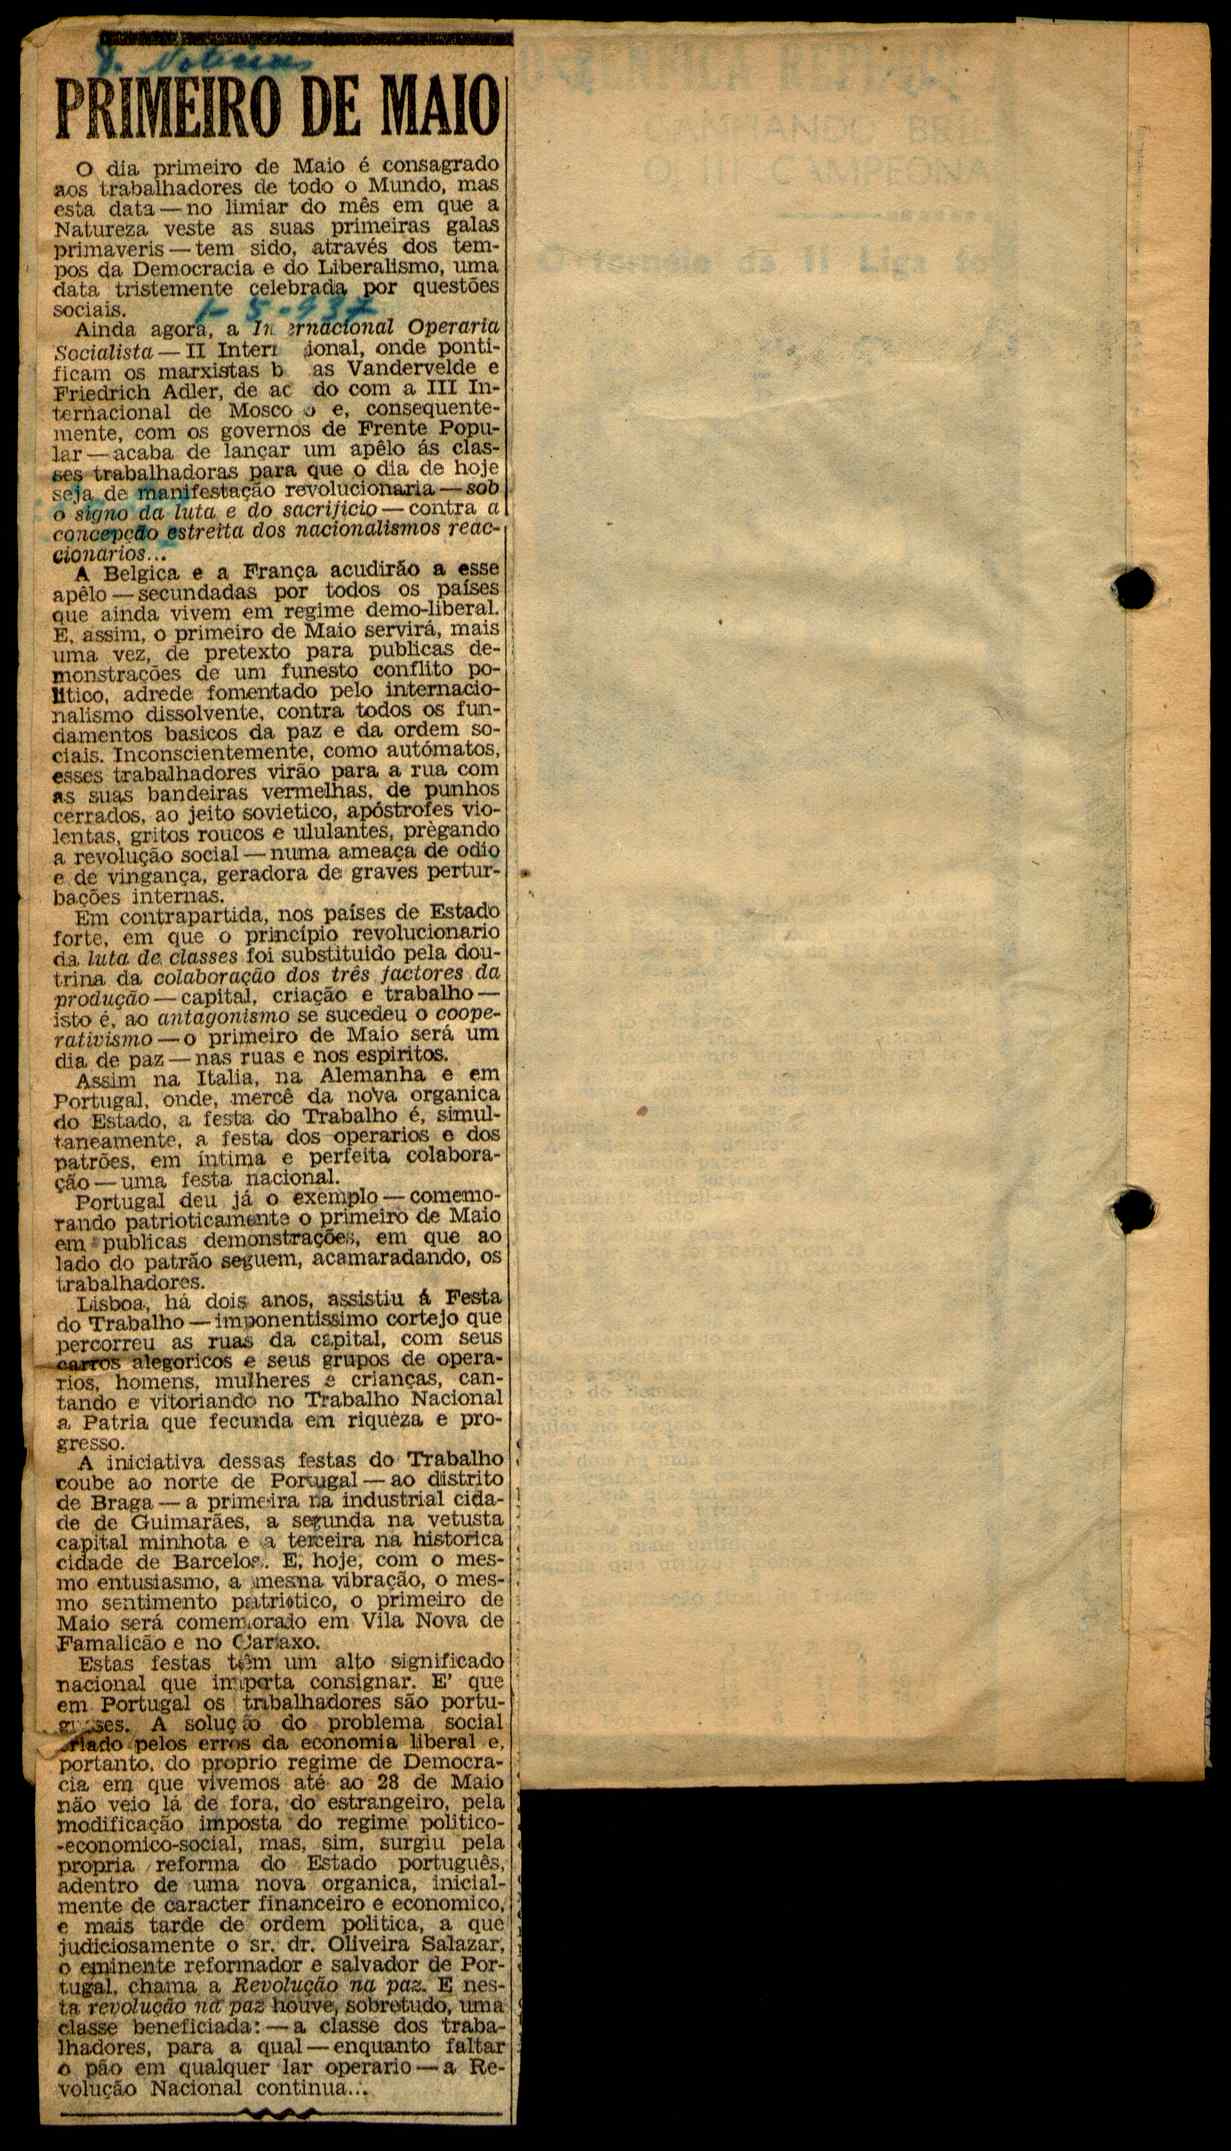 D. Noticias
PRIMEIRO DE MAIO
O dia primeiro de Maio é consagrado
aos trabalhadores de todo o Mundo, mas
esta data — no limiar do mês em que a
Natureza veste as suas primeiras galas
primaveris — tem sido, através dos tem-
pos da Democracia e do Liberalismo, uma
data tristemente celebrada por questões
sociais.
1-5-937
Ainda agora, a In ernacional Operaria
Socialista — II Intern ional, onde ponti-
ficam os marxistas b as Vandervelde e
Friedrich Adler, de ac do com a III In-
ternacional de Mosco o e, consequente-
mente, com os governos de Frente Popu-
lar — acaba de lançar um apêlo ás clas-
ses trabalhadoras para que o dia de hoje
seja de manifestação revolucionaria — sob
o signo da luta e do sacrificio — contra a
concepção estreita dos nacionalismos reac-
cionarios...
A Belgica e a França acudirão a esse
apêlo — secundadas por todos os países
que ainda vivem em regime demo-liberal.
E, assim, o primeiro de Maio servirá, mais
uma vez, de pretexto para publicas de-
monstrações de um funesto conflito po-
litico, adrede fomentado pelo internacio-
nalismo dissolvente, contra todos os fun-
damentos basicos da paz e da ordem so-
ciais. Inconscientemente, como autómatos,
esses trabalhadores virão para a rua com
as suas bandeiras vermelhas, de punhos
cerrados, ao jeito sovietico, apóstrofes vio-
lentas, gritos roucos e ululantes, prègando
a revolução social — numa ameaça de odio
e de vingança, geradora de graves pertur-
bações internas.
Em contrapartida, nos países de Estado
forte, em que o princípio revolucionario
da luta de classes foi substituido pela dou-
trina da colaboração dos três factores da
produção — capital, criação e trabalho —
isto é, ao antagonismo se sucedeu o coope-
rativismo — o primeiro de Maio será um
dia de paz — nas ruas e nos espiritos.
Assim na Italia, na Alemanha e em
Portugal, onde, mercê da nova organica
do Estado, a festa do Trabalho é, simul-
taneamente, a festa dos operarios e dos
patrões, em íntima e perfeita colabora-
ção — uma festa nacional.
Portugal deu já o exemplo — comemo-
rando patrioticamente o primeiro de Maio
em publicas demonstrações, em que ao
lado do patrão seguem, acamaradando, os
trabalhadores.
Lisboa, há dois anos, assistiu á Festa
do Trabalho — imponentissimo cortejo que
percorreu as ruas da capital, com seus
carros alegoricos e seus grupos de opera-
rios, homens, mulheres e crianças, can-
tando e vitoriando no Trabalho Nacional
a Patria que fecunda em riqueza e pro-
gresso.
A iniciativa dessas festas do Trabalho
coube ao norte de Portugal — ao distrito
de Braga — a primeira na industrial cida-
de de Guimarães, a segunda na vetusta
capital minhota e a terceira na historica
cidade de Barcelos. E, hoje, com o mes-
mo entusiasmo, a mesma vibração, o mes-
mo sentimento patriotico, o primeiro de
Maio será comemorado em Vila Nova de
Famalicão e no Cartaxo.
Estas festas têm um alto significado
nacional que importa consignar. E' que
em Portugal os trabalhadores são portu-
gueses. A solução do problema social
criado pelos erros da economia liberal e,
portanto, do proprio regime de Democra-
cia em que vivemos até ao 28 de Maio
não veio lá de fora, do estrangeiro, pela
modificação imposta do regime politico-
-economico-social, mas, sim, surgiu pela
propria reforma do Estado português,
adentro de uma nova organica, inicial-
mente de caracter financeiro e economico,
e mais tarde de ordem politica, a que
judiciosamente o sr. dr. Oliveira Salazar,
o eminente reformador e salvador de Por-
tugal, chama a Revolução na paz. E nes-
ta revolução na paz houve, sobretudo, uma
classe beneficiada: — a classe dos traba-
lhadores, para a qual — enquanto faltar
o pão em qualquer lar operario — a Re-
volução Nacional continua...